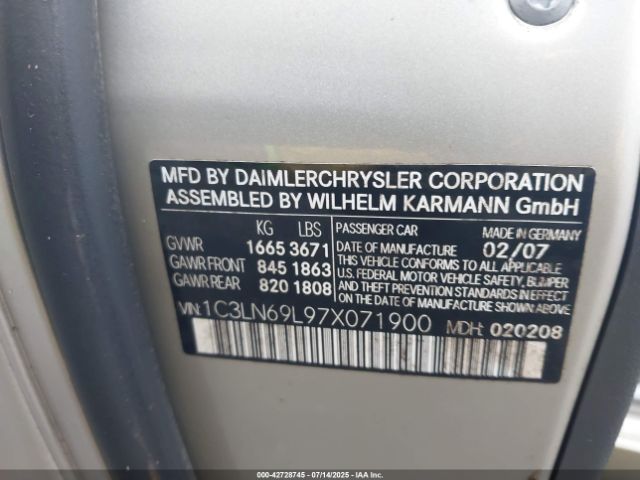 MFD BY DAIMLERCHRYSLER CORPORATION
ASSEMBLED BY WILHELM KARMANN GmbH
KG LBS
GVWR 1665 3671
GAWR FRONT 845 1863
GAWR REAR 820 1808
PASSENGER CAR MADE IN GERMANY
DATE OF MANUFACTURE 02/07
THIS VEHICLE CONFORMS TO ALL APPLICABLE
U.S. FEDERAL MOTOR VEHICLE SAFETY, BUMPER,
AND THEFT PREVENTION STANDARDS IN EFFECT
ON THE DATE OF MANUFACTURE SHOWN ABOVE.
VIN: 1C3LN69L97X071900 MDH: 020208
000-42728745 07/14/2025 IAAI.COM